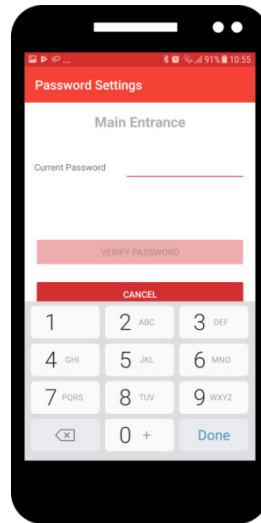 91% 10:55
Password Settings
Main Entrance
Current Password
VERIFY PASSWORD
CANCEL
1 2 ABC 3 DEF
4 GHI 5 JKL 6 MNO
7 PQRS 8 TUV 9 WXYZ
0 + Done